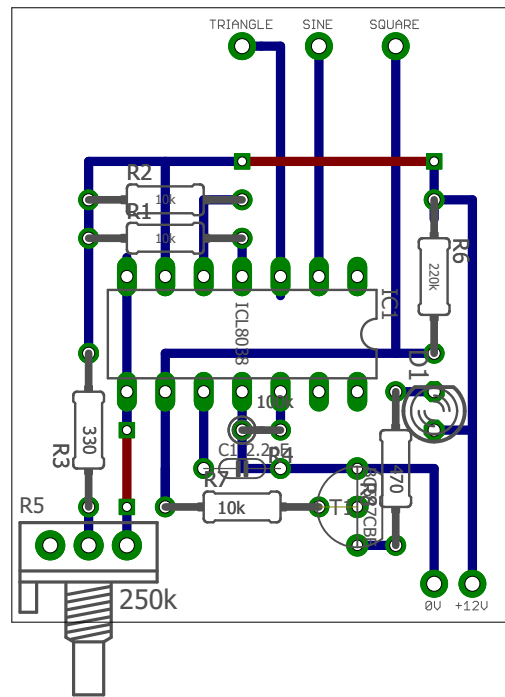 TRIANGLE SINE SQUARE
R2
10k
R1
10k
R6
220k
IC1
ICL8038
D1
100k
330
R3
C1 2.2nF
R4
R7
10k
470
R5
T1
250k
0V +12V